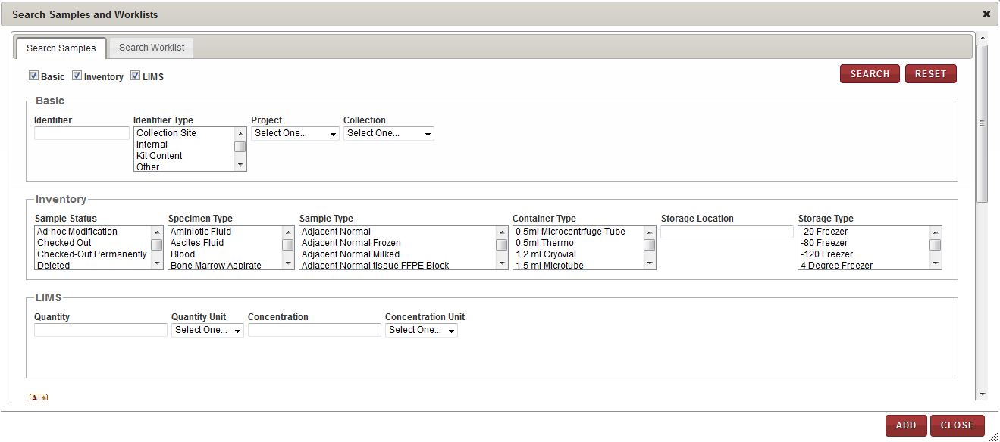 Search Samples and Worklists
Search Samples Search Worklist
Basic Inventory LIMS SEARCH RESET
Basic
Identifier Identifier Type Project Collection
Collection Site Select One... Select One...
Internal
Kit Content
Other
Inventory
Sample Status Specimen Type Sample Type Container Type Storage Location Storage Type
Ad-hoc Modification Aminiotic Fluid Adjacent Normal 0.5ml Microcentrfuge Tube -20 Freezer
Checked Out Ascites Fluid Adjacent Normal Frozen 0.5ml Thermo -80 Freezer
Checked-Out Permanently Blood Adjacent Normal Milked 1.2 ml Cryovial -120 Freezer
Deleted Bone Marrow Aspirate Adjacent Normal tissue FFPE Block 1.5 ml Microtube 4 Degree Freezer
LIMS
Quantity Quantity Unit Concentration Concentration Unit
Select One... Select One...
A
ADD CLOSE